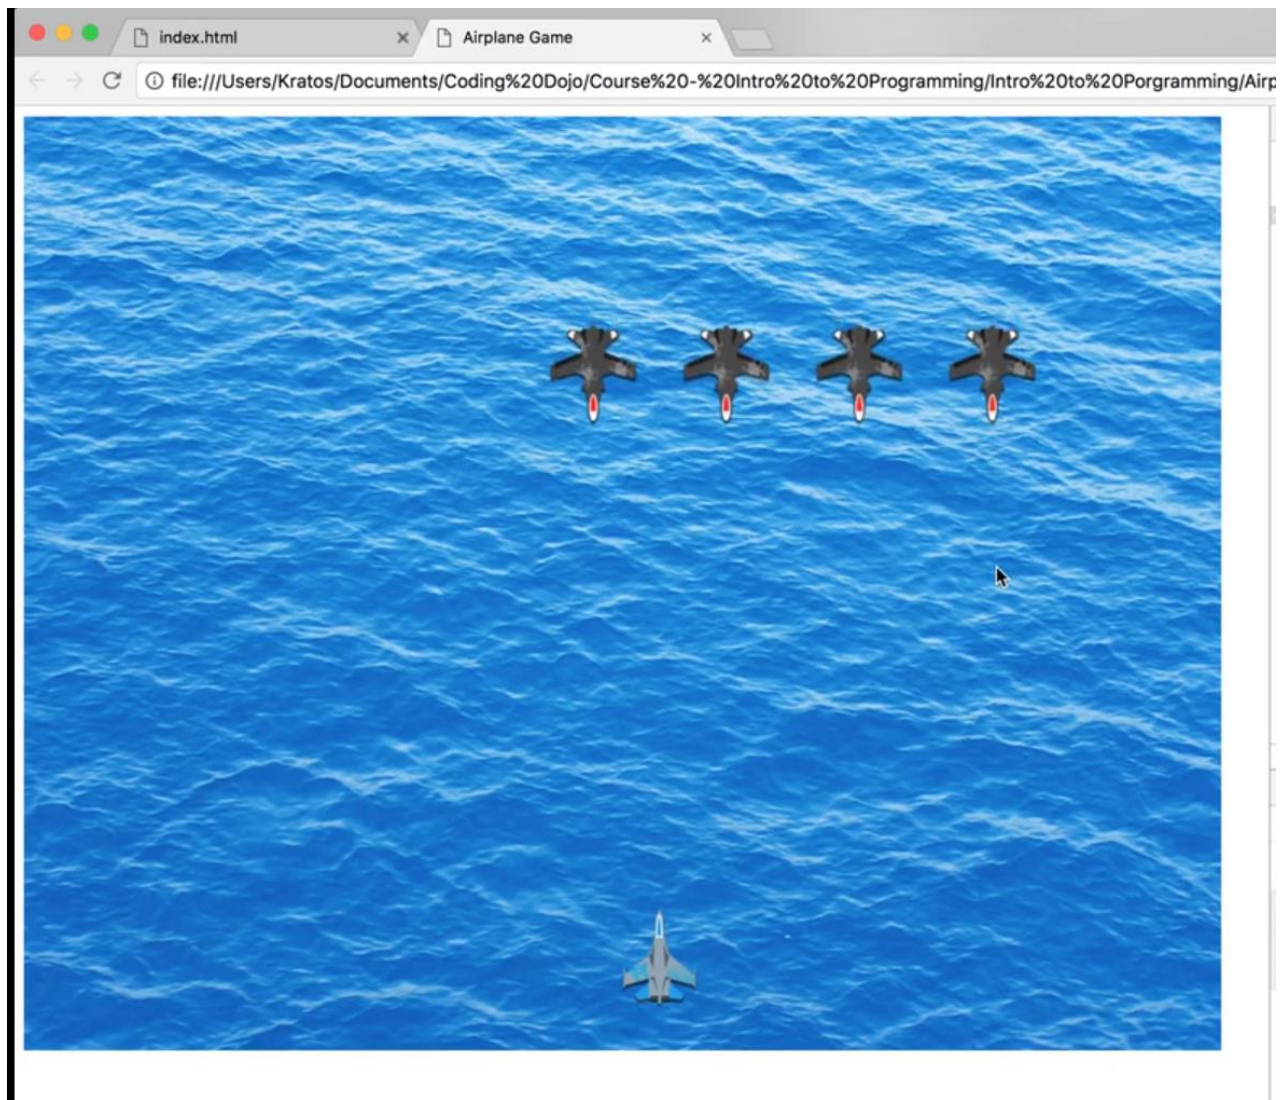 index.html
Airplane Game
file:///Users/Kratos/Documents/Coding%20Dojo/Course%20-%20Intro%20to%20Programming/Intro%20to%20Porgramming/Airp